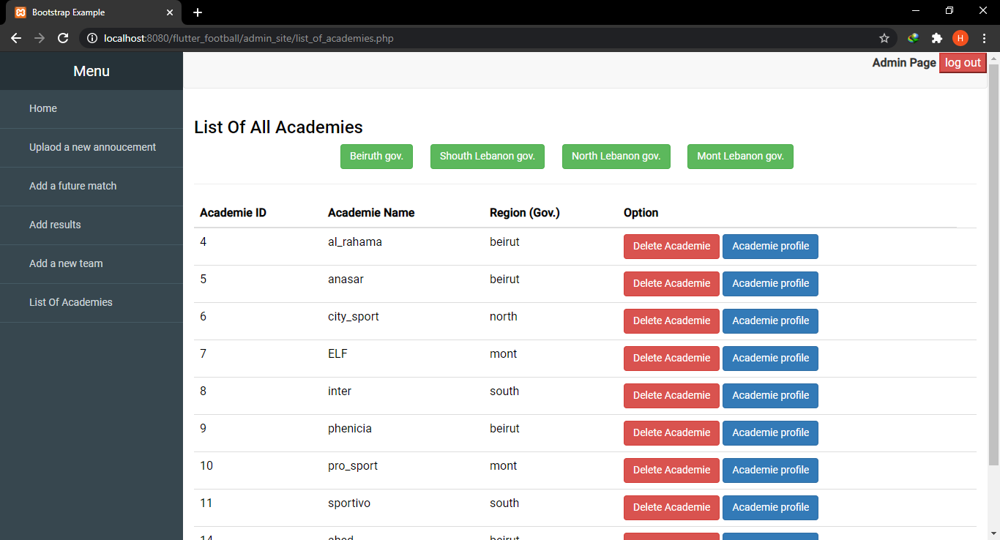 Bootstrap Example
localhost:8080/flutter_football/admin_site/list_of_academies.php
H
Menu
Admin Page log out
Home
Uplaod a new annoucement
Add a future match
Add results
Add a new team
List Of Academies
List Of All Academies
Beiruth gov. Shouth Lebanon gov. North Lebanon gov. Mont Lebanon gov.
Academie ID Academie Name Region (Gov.) Option
4 al_rahama beirut Delete Academie Academie profile
5 anasar beirut Delete Academie Academie profile
6 city_sport north Delete Academie Academie profile
7 ELF mont Delete Academie Academie profile
8 inter south Delete Academie Academie profile
9 phenicia beirut Delete Academie Academie profile
10 pro_sport mont Delete Academie Academie profile
11 sportivo south Delete Academie Academie profile
14 ahed beirut